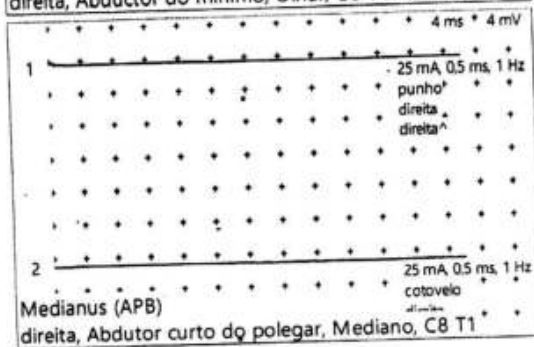 direita, Abductor do mínimo, Ulnar,
4 ms 4 mV
1
25 mA, 0.5 ms, 1 Hz
punho
direita
direita^
2
25 mA, 0.5 ms, 1 Hz
cotovelo
direita
Medianus (APB)
direita, Abdutor curto do polegar, Mediano, C8 T1